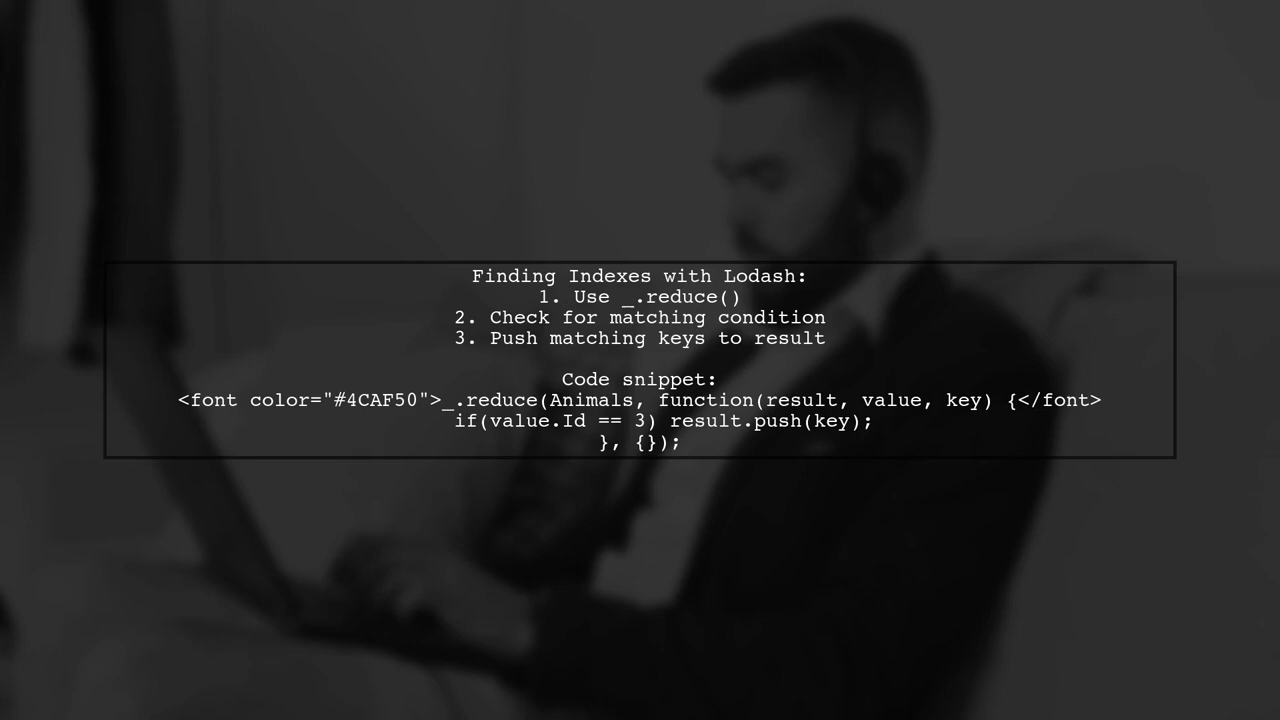 Finding Indexes with Lodash:
1. Use _.reduce()
2. Check for matching condition
3. Push matching keys to result
Code snippet:
<font color="#4CAF50">_.reduce(Animals, function(result, value, key) {</font>
if(value.Id == 3) result.push(key);
}, {});